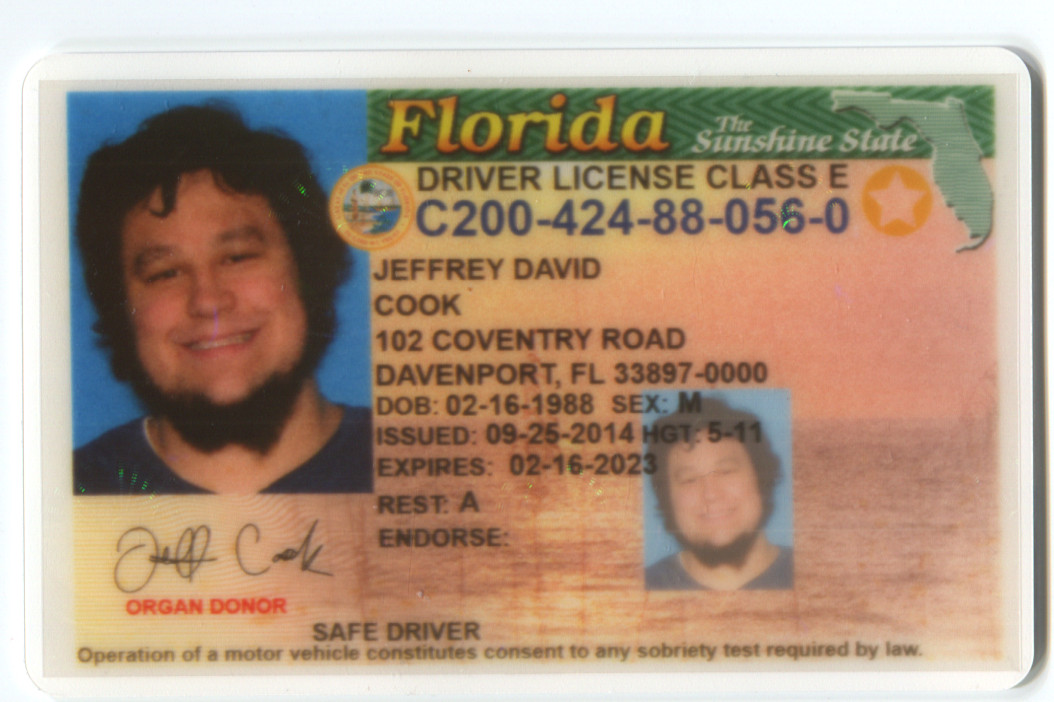 Florida The Sunshine State
DRIVER LICENSE CLASS E
C200-424-88-056-0
JEFFREY DAVID
COOK
102 COVENTRY ROAD
DAVENPORT, FL 33897-0000
DOB: 02-16-1988 SEX: M
ISSUED: 09-25-2014 HGT: 5-11
EXPIRES: 02-16-2023
REST: A
ENDORSE:
Jeff Cook
ORGAN DONOR
SAFE DRIVER
Operation of a motor vehicle constitutes consent to any sobriety test required by law.